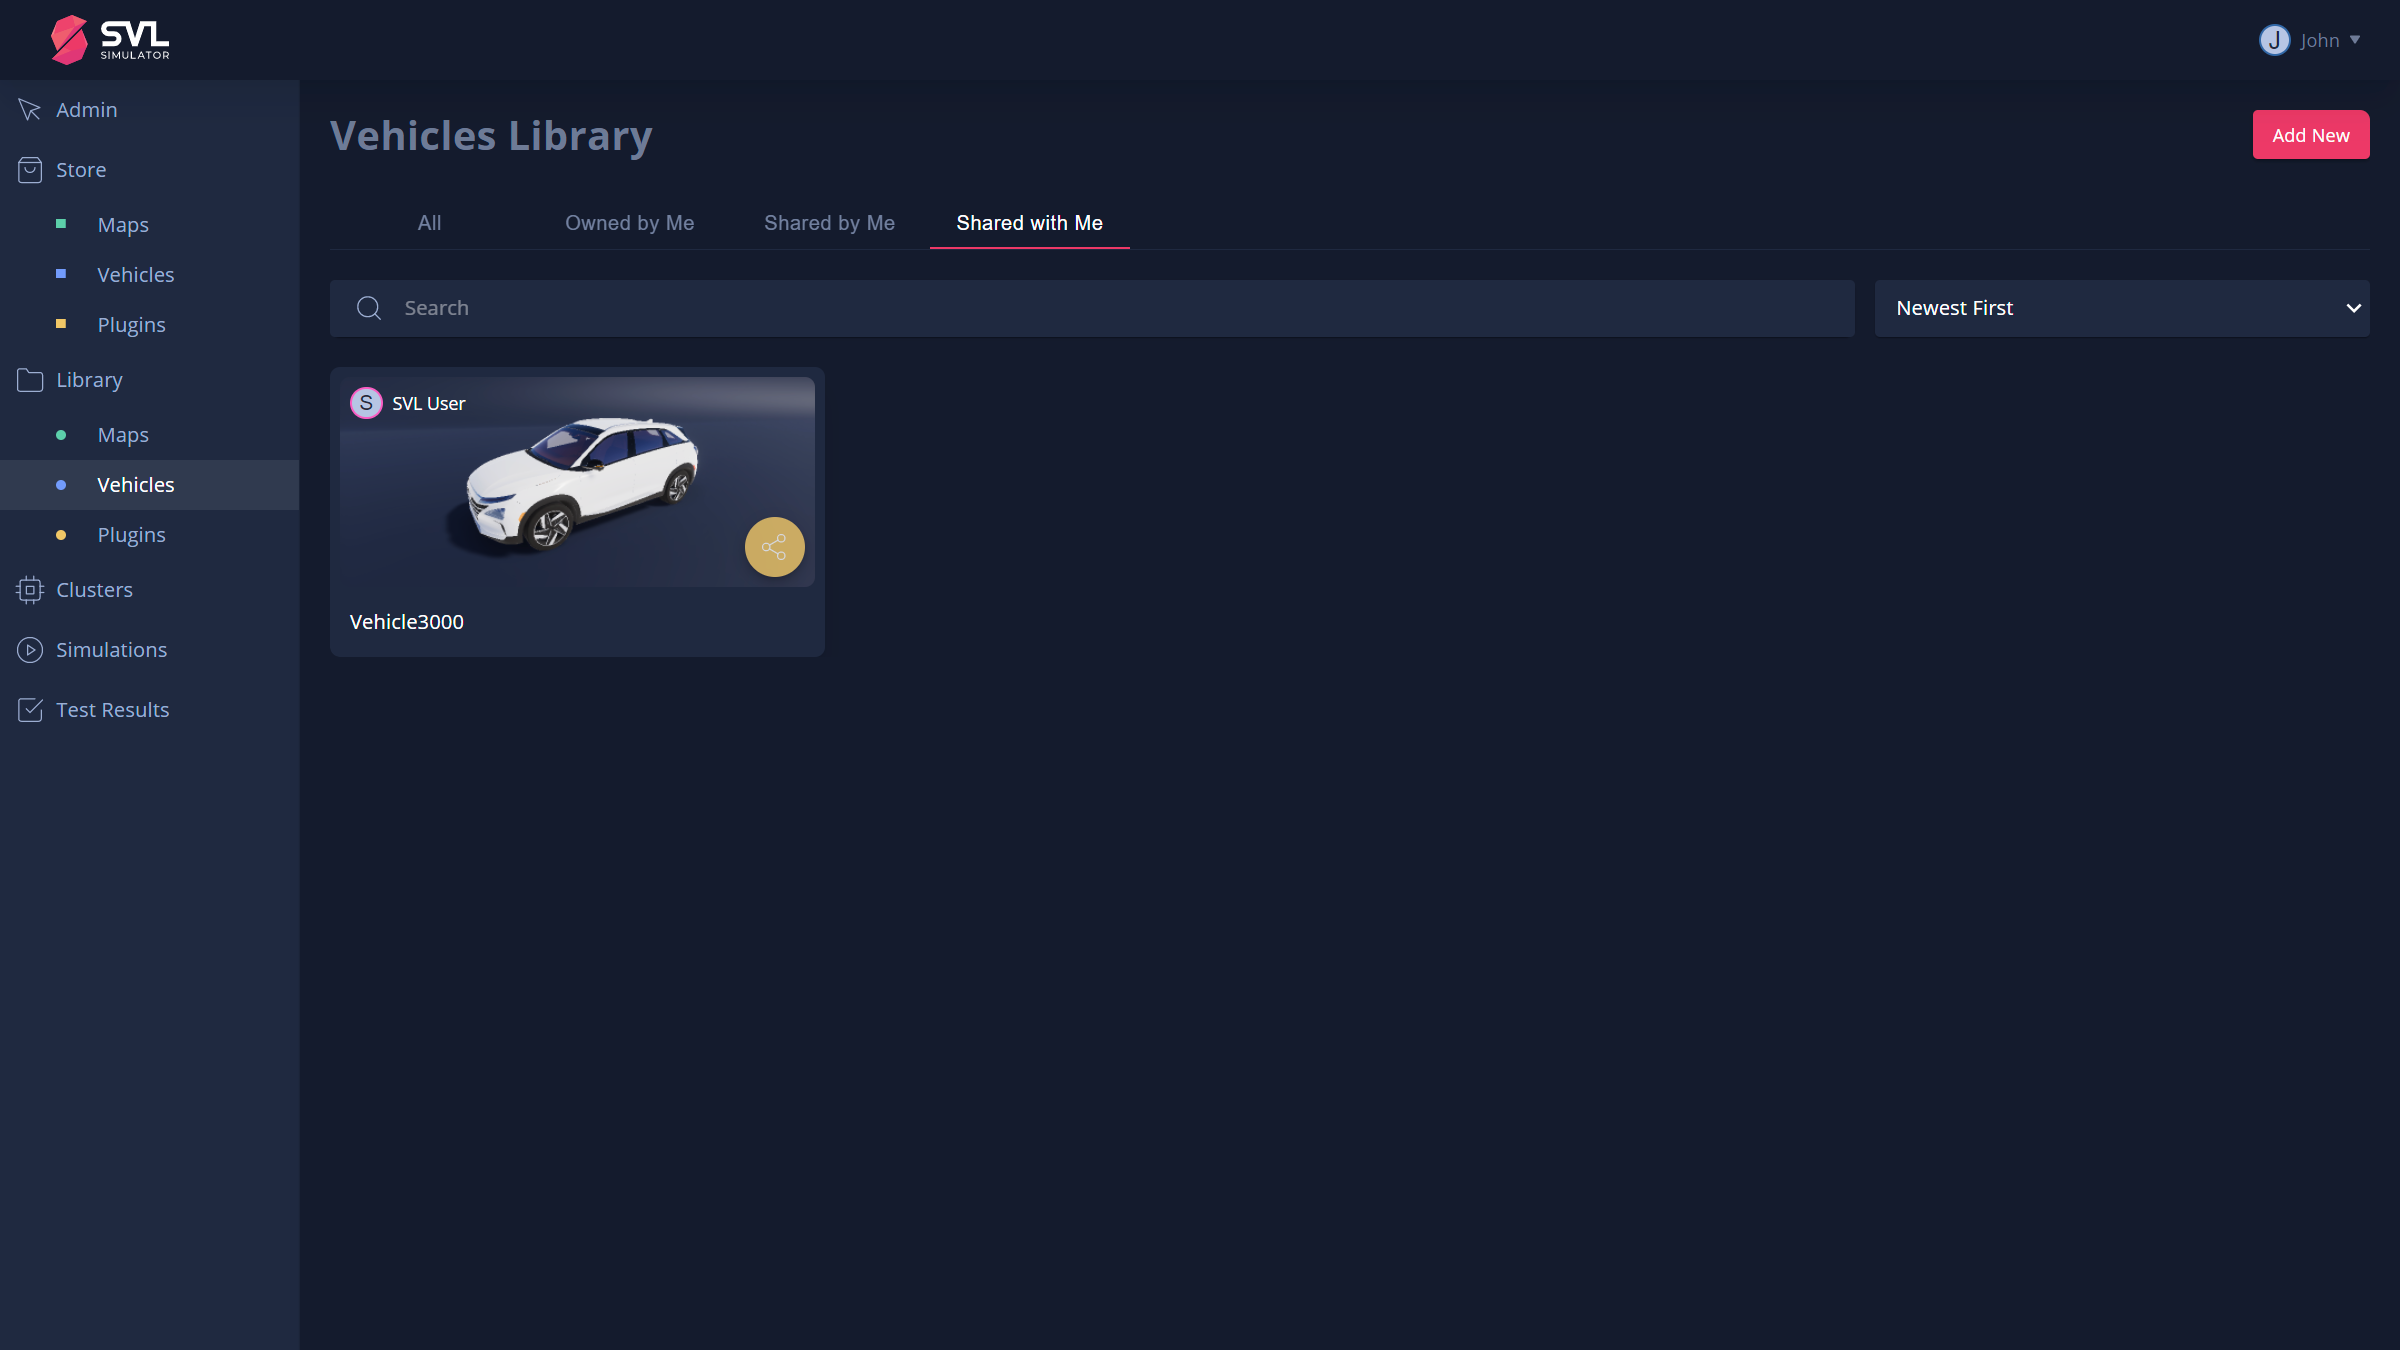 SVL
SIMULATOR
J John
Admin
Store
Maps
Vehicles
Plugins
Library
Maps
Vehicles
Plugins
Clusters
Simulations
Test Results
Vehicles Library
Add New
All Owned by Me Shared by Me Shared with Me
Search
Newest First
S SVL User
Vehicle3000